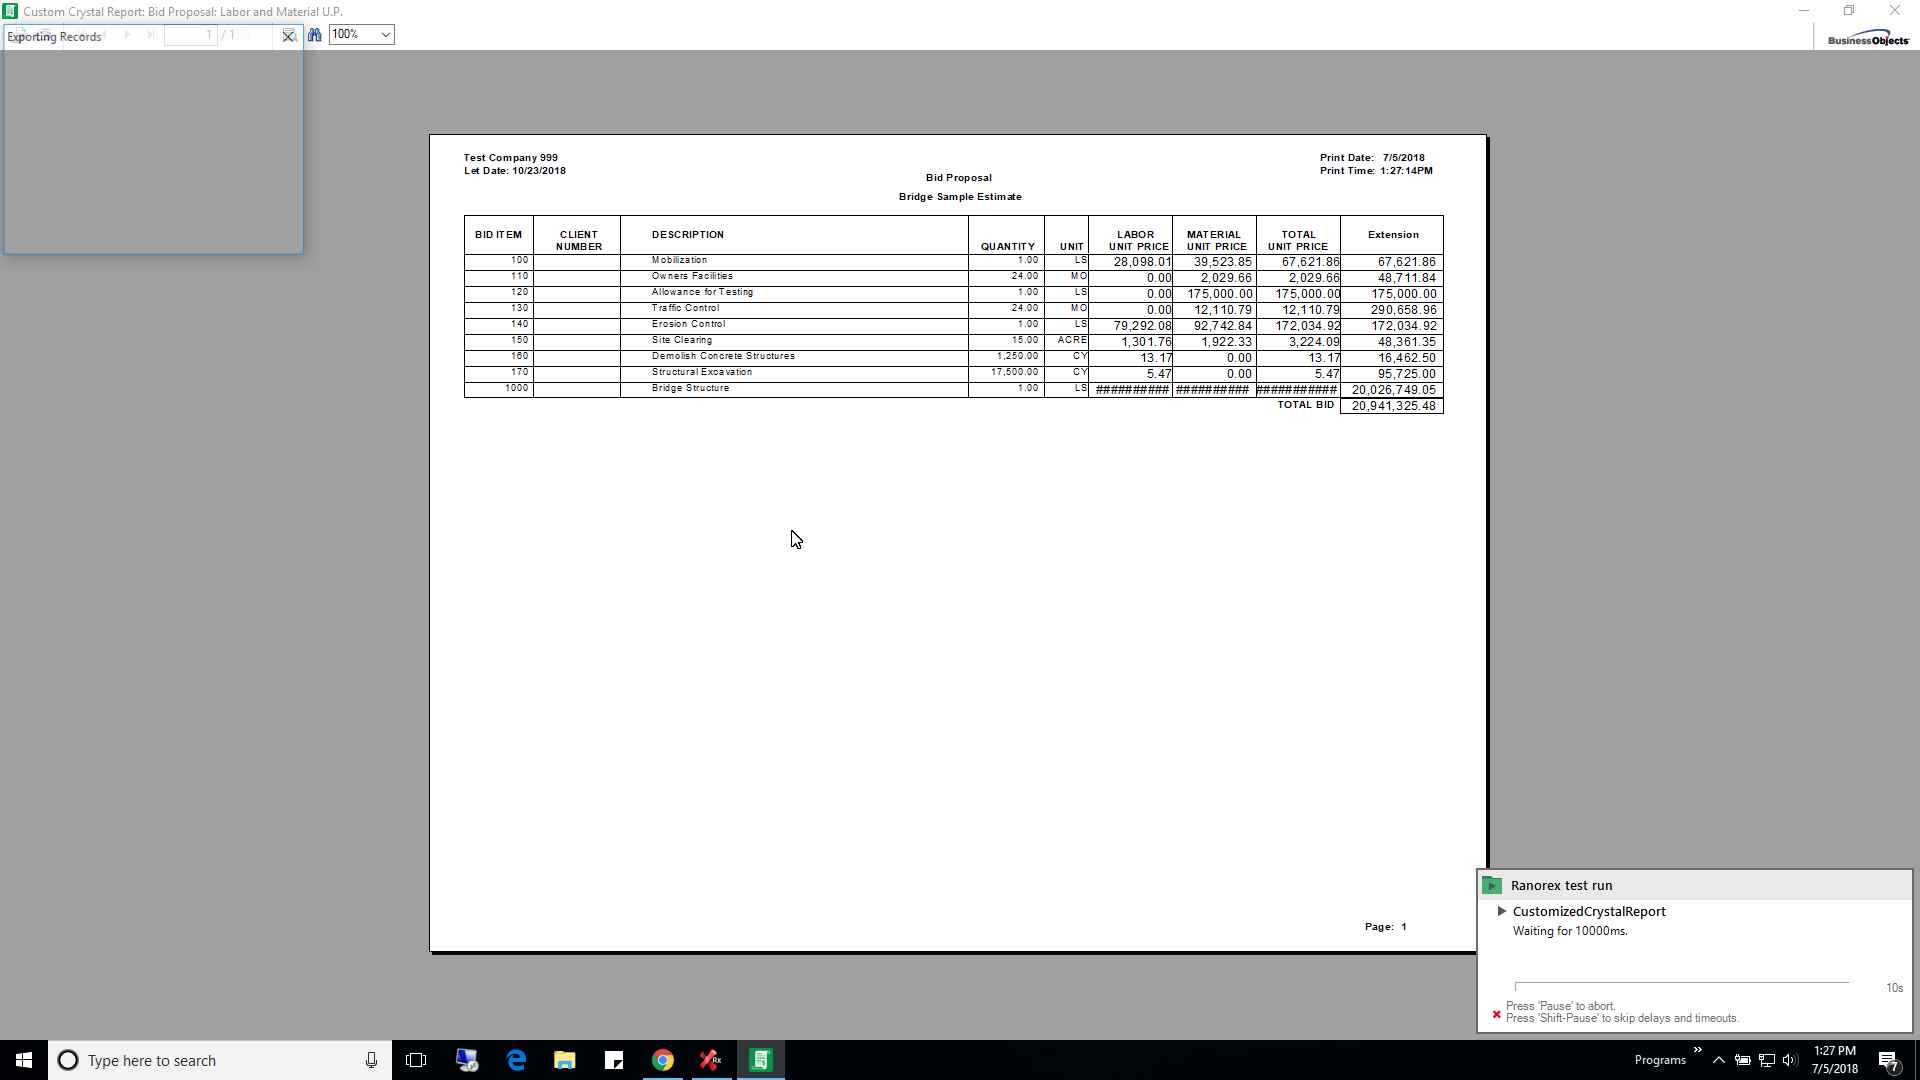 Custom Crystal Report: Bid Proposal: Labor and Material U.P.
Exporting Records
1 / 1
100%
BusinessObjects
Test Company 999
Let Date: 10/23/2018
Print Date: 7/5/2018
Print Time: 1:27:14PM
Bid Proposal
Bridge Sample Estimate
BID ITEM CLIENT NUMBER DESCRIPTION QUANTITY UNIT LABOR UNIT PRICE MATERIAL UNIT PRICE TOTAL UNIT PRICE Extension
100 Mobilization 1.00 LS 28,098.01 39,523.85 67,621.86 67,621.86
110 Owners Facilities 24.00 MO 0.00 2,029.66 2,029.66 48,711.84
120 Allowance for Testing 1.00 LS 0.00 175,000.00 175,000.00 175,000.00
130 Traffic Control 24.00 MO 0.00 12,110.79 12,110.79 290,658.96
140 Erosion Control 1.00 LS 79,292.08 92,742.84 172,034.92 172,034.92
150 Site Clearing 15.00 ACRE 1,301.76 1,922.33 3,224.09 48,361.35
160 Demolish Concrete Structures 1,250.00 CY 13.17 0.00 13.17 16,462.50
170 Structural Excavation 17,500.00 CY 5.47 0.00 5.47 95,725.00
1000 Bridge Structure 1.00 LS ########## ########## ########### 20,026,749.05
TOTAL BID 20,941,325.48
Page: 1
Ranorex test run
CustomizedCrystalReport
Waiting for 10000ms.
10s
Press 'Pause' to abort.
Press 'Shift-Pause' to skip delays and timeouts.
Type here to search
Rx
Programs
1:27 PM
7/5/2018
7